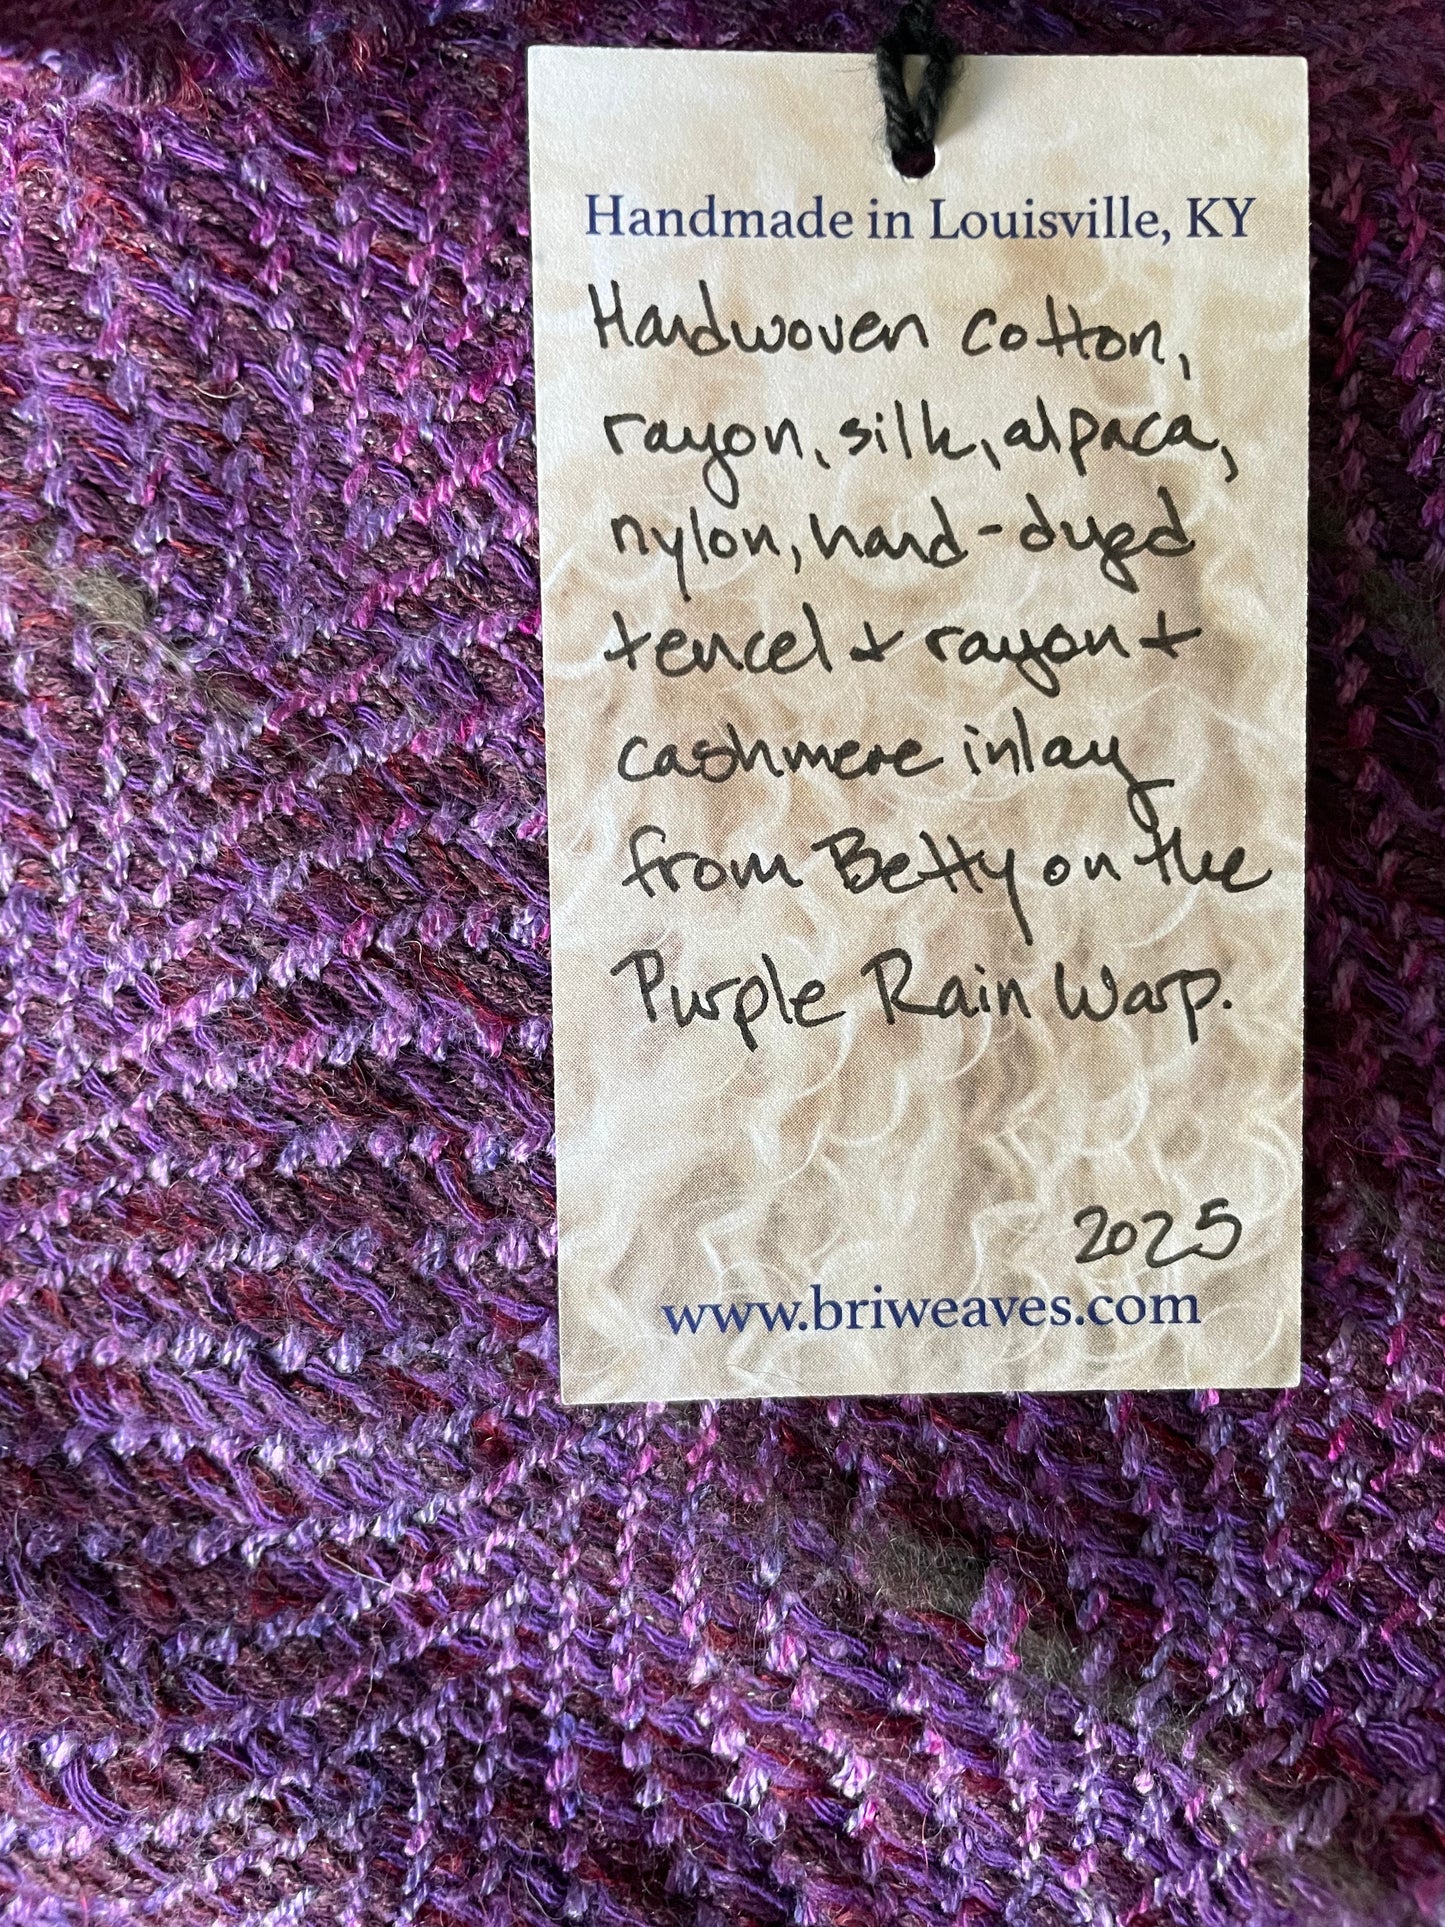 Handmade in Louisville, KY
Handwoven cotton,
rayon, silk, alpaca,
nylon, hand-dyed
tencel + rayon +
cashmere inlay
from Betty on the
Purple Rain Warp.
2025
www.briweaves.com